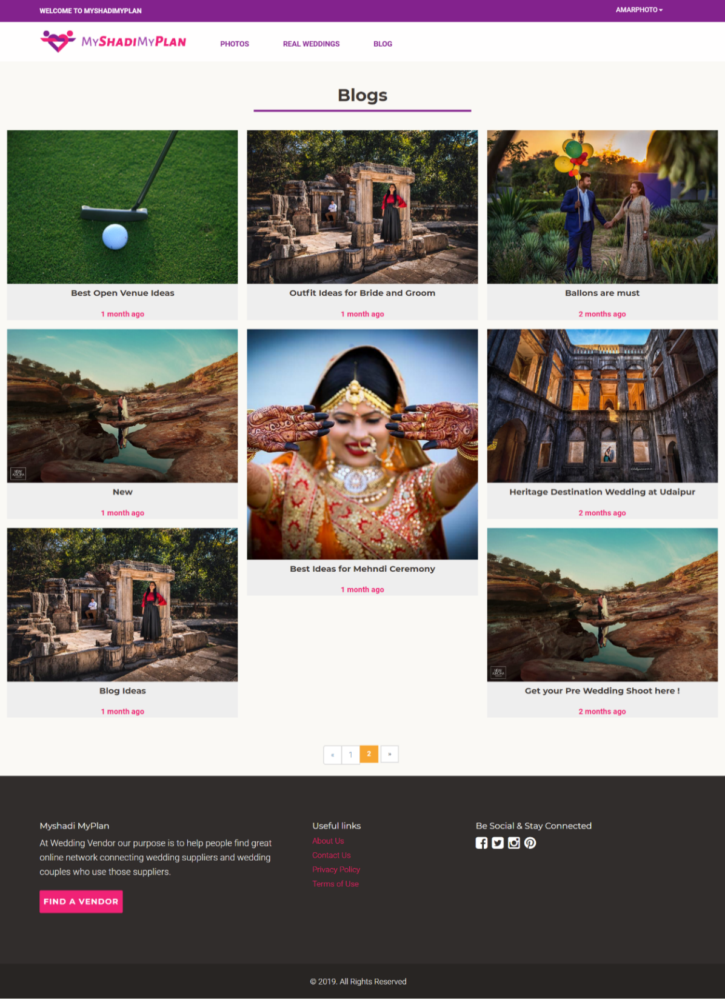 WELCOME TO MYSHADIMYPLAN
AMARPHOTO
MYSHADIMYPLAN
PHOTOS
REAL WEDDINGS
BLOG
Blogs
Best Open Venue Ideas
1 month ago
Outfit Ideas for Bride and Groom
1 month ago
Ballons are must
2 months ago
New
1 month ago
Best Ideas for Mehndi Ceremony
1 month ago
Heritage Destination Wedding at Udaipur
2 months ago
Blog Ideas
1 month ago
Get your Pre Wedding Shoot here !
2 months ago
« 1 2 »
Myshadi MyPlan
At Wedding Vendor our purpose is to help people find great
online network connecting wedding suppliers and wedding
couples who use those suppliers.
FIND A VENDOR
Useful links
About Us
Contact Us
Privacy Policy
Terms of Use
Be Social & Stay Connected
© 2019. All Rights Reserved